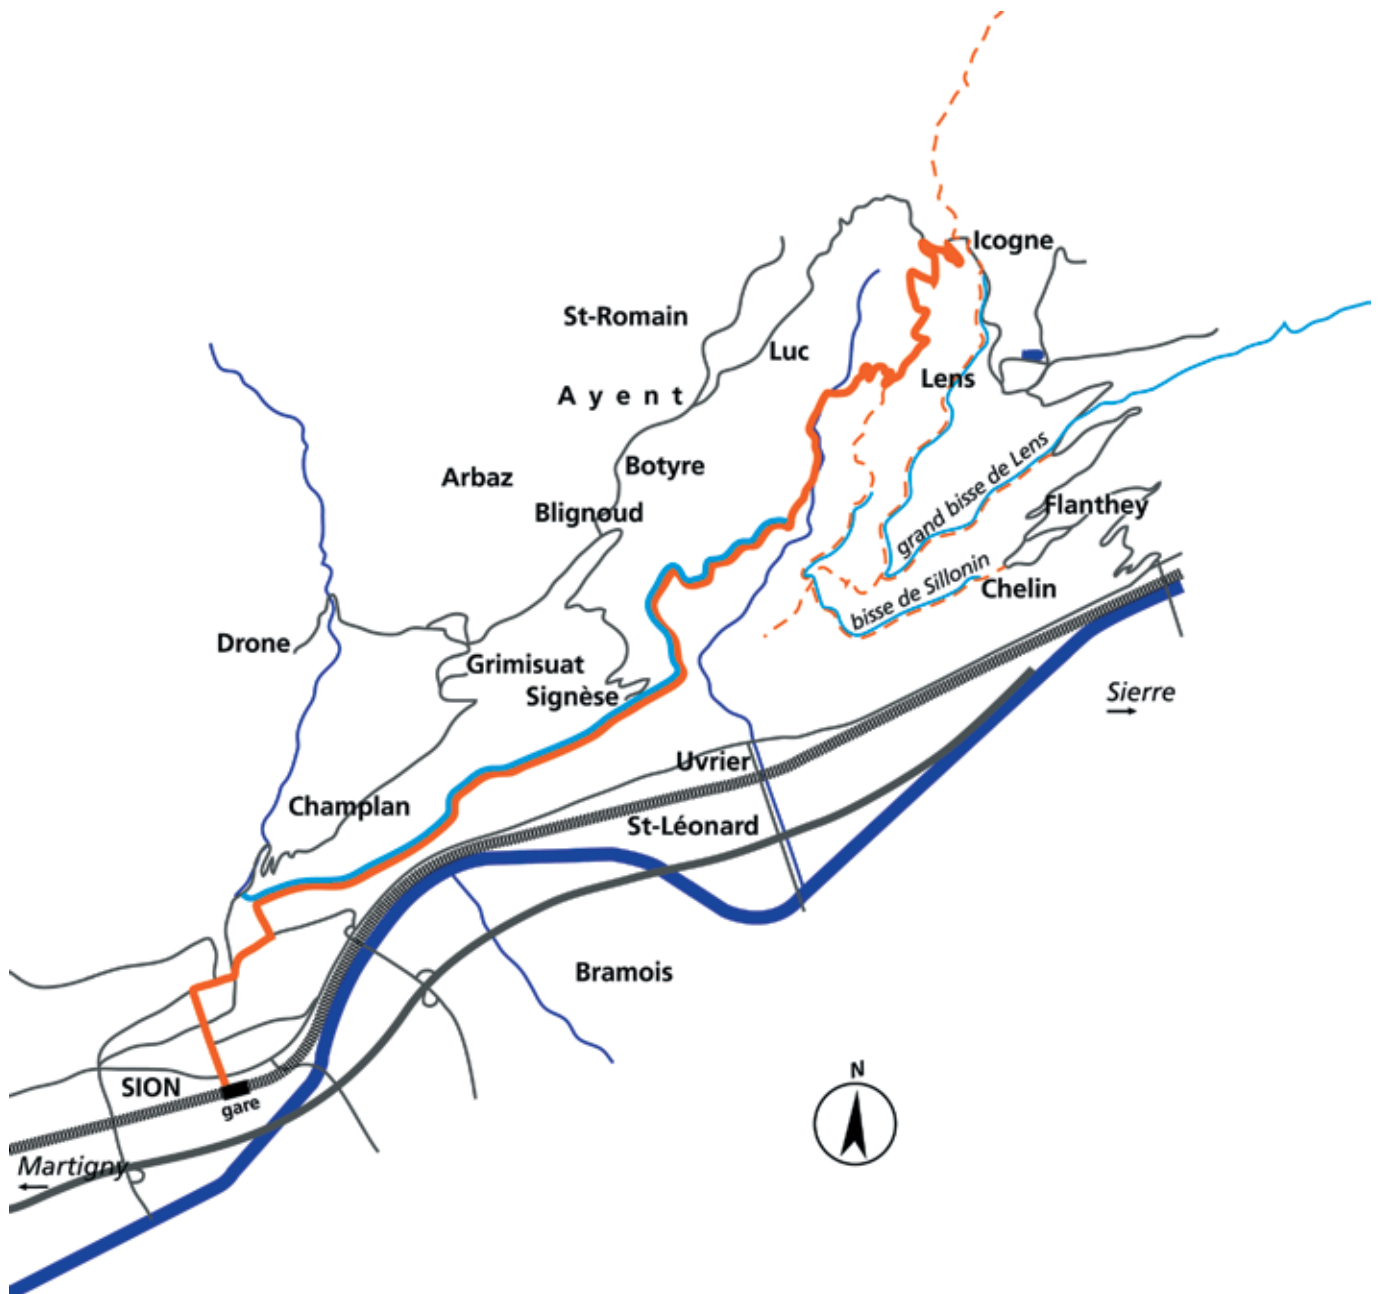 Icogne
St-Romain
Luc
Lens
A y e n t
Botyre
Arbaz
Blignoud
grand bisse de Lens
Flanthey
bisse de Sillonin
Chelin
Drone
Grimisuat
Signèse
Sierre
Uvrier
Champlan
St-Léonard
Bramois
N
SION
gare
Martigny